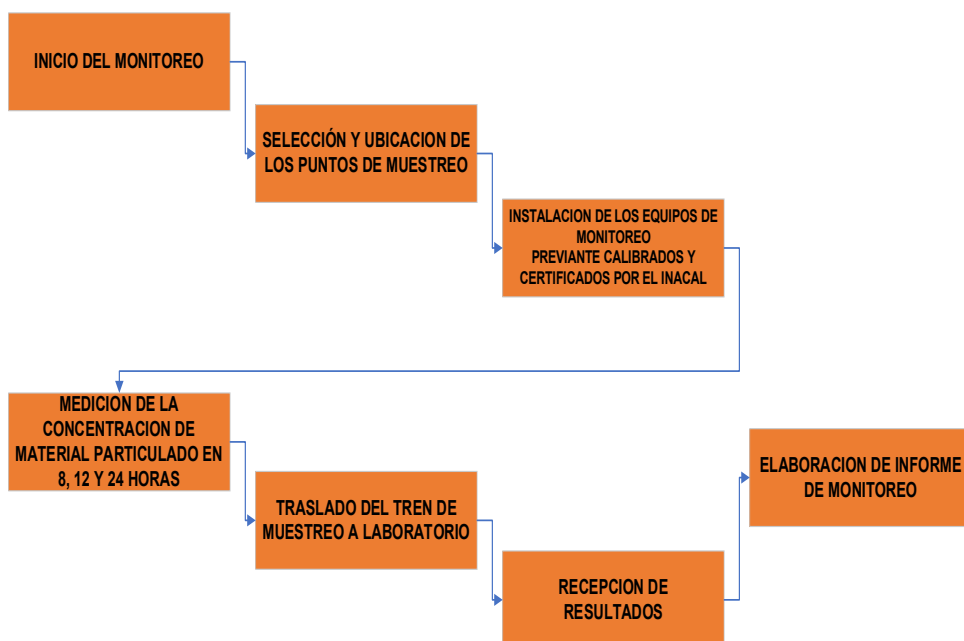 INICIO DEL MONITOREO
SELECCIÓN Y UBICACION DE
LOS PUNTOS DE MUESTREO
INSTALACION DE LOS EQUIPOS DE
MONITOREO
PREVIANTE CALIBRADOS Y
CERTIFICADOS POR EL INACAL
MEDICION DE LA
CONCENTRACION DE
MATERIAL PARTICULADO EN
8, 12 Y 24 HORAS
TRASLADO DEL TREN DE
MUESTREO A LABORATORIO
RECEPCION DE
RESULTADOS
ELABORACION DE INFORME
DE MONITOREO